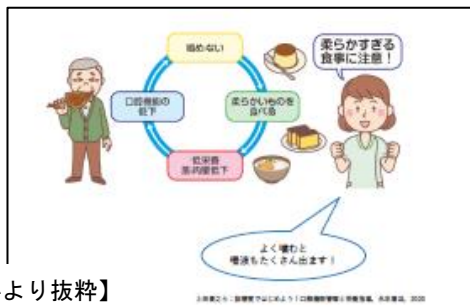 噛めない
柔らかすぎる
食事に注意！
口腔機能の
低下
柔らかいものを
食べる
低栄養
筋肉量低下
よく噛むと
唾液もたくさん出ます！
より抜粋】